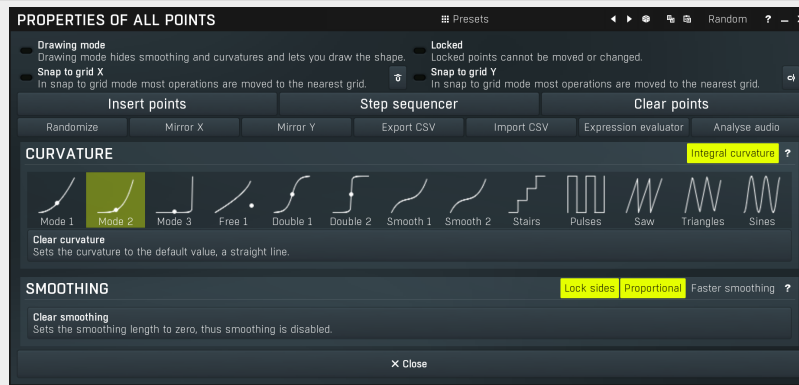 PROPERTIES OF ALL POINTS Presets Random ?
Drawing mode
Drawing mode hides smoothing and curvatures and lets you draw the shape.
Locked
Locked points cannot be moved or changed.
Snap to grid X
In snap to grid mode most operations are moved to the nearest grid.
Snap to grid Y
In snap to grid mode most operations are moved to the nearest grid.
Insert points Step sequencer Clear points
Randomize Mirror X Mirror Y Export CSV Import CSV Expression evaluator Analyse audio
CURVATURE Integral curvature ?
Mode 1 Mode 2 Mode 3 Free 1 Double 1 Double 2 Smooth 1 Smooth 2 Stairs Pulses Saw Triangles Sines
Clear curvature
Sets the curvature to the default value, a straight line.
SMOOTHING Lock sides Proportional Faster smoothing ?
Clear smoothing
Sets the smoothing length to zero, thus smoothing is disabled.
Close